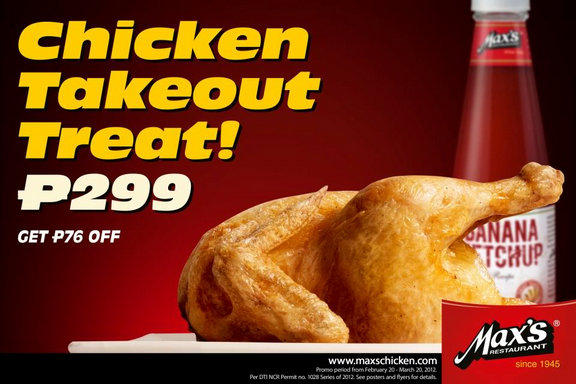 Chicken
Takeout
Treat!
₱299
GET ₱76 OFF
Max's
BANANA
KETCHUP
www.maxschicken.com
Promo period from February 20 - March 20, 2012.
Per DTI NCR Permit no. 1028 Series of 2012. See posters and flyers for details.
Max's®
RESTAURANT
since 1945